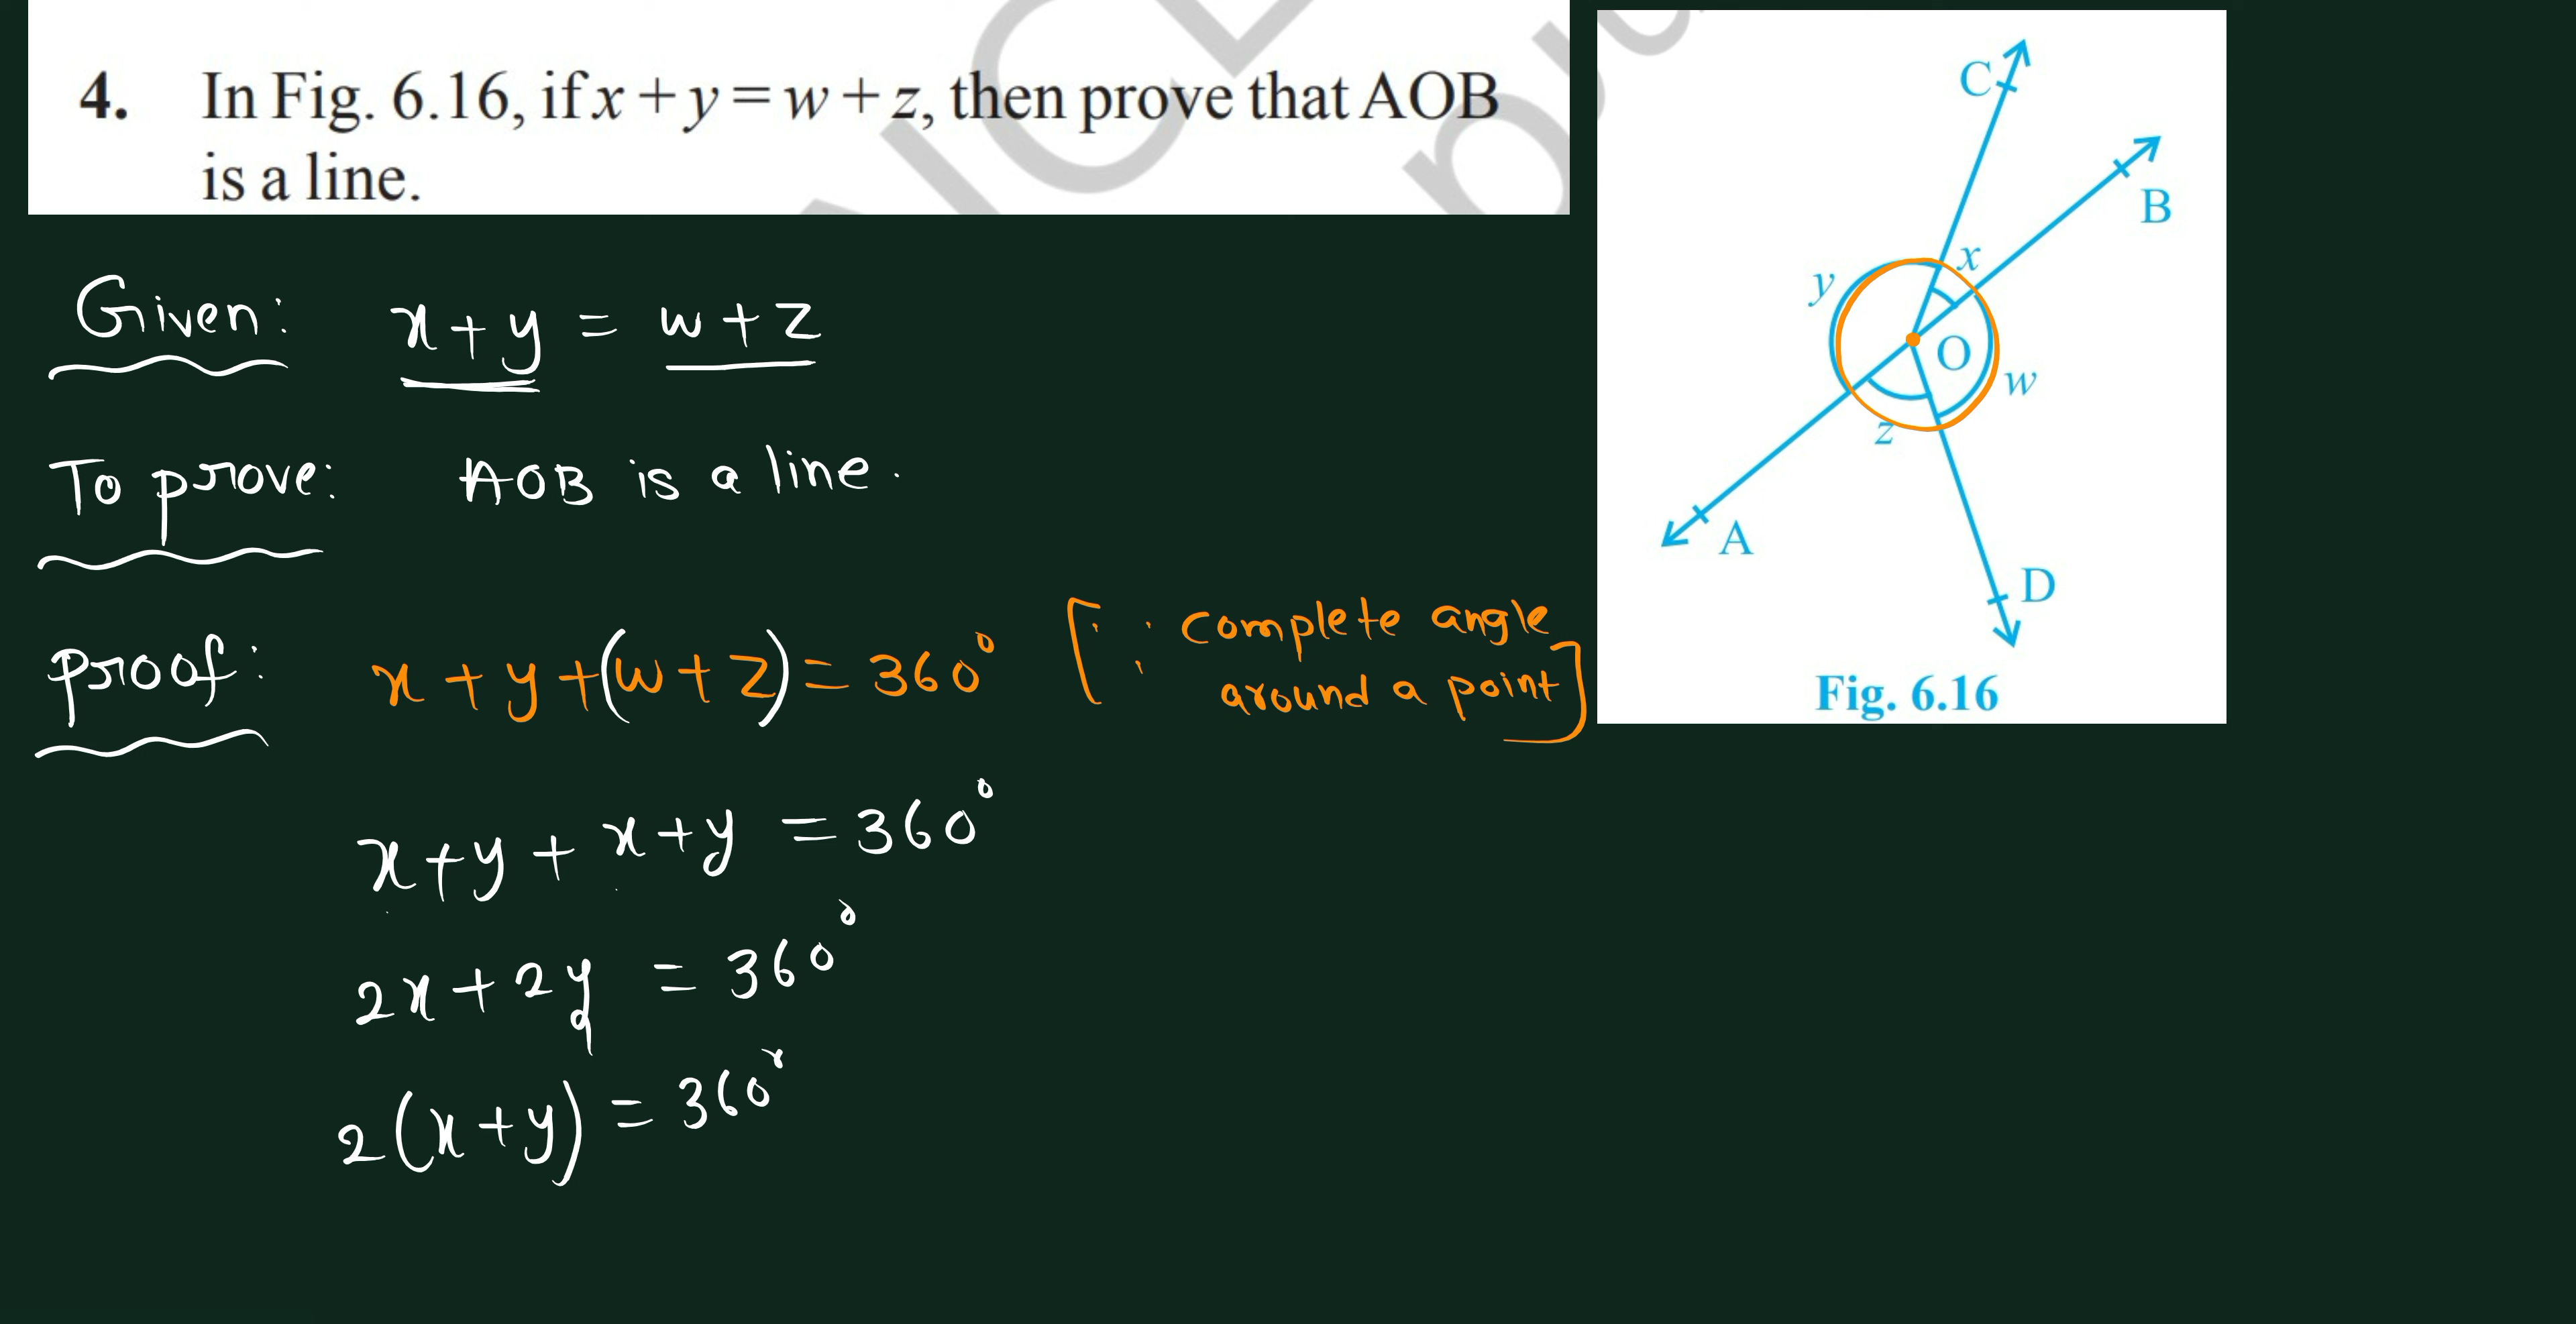 4. In Fig. 6.16, if x + y = w + z, then prove that AOB
is a line.
C
B
x
y
O
w
z
A
D
Fig. 6.16
Given: x+y = w+z
To prove: AOB is a line.
proof: x+y+(w+z)=360° [∵ complete angle
around a point]
x+y+x+y = 360°
2x+2y = 360°
2(x+y) = 360°